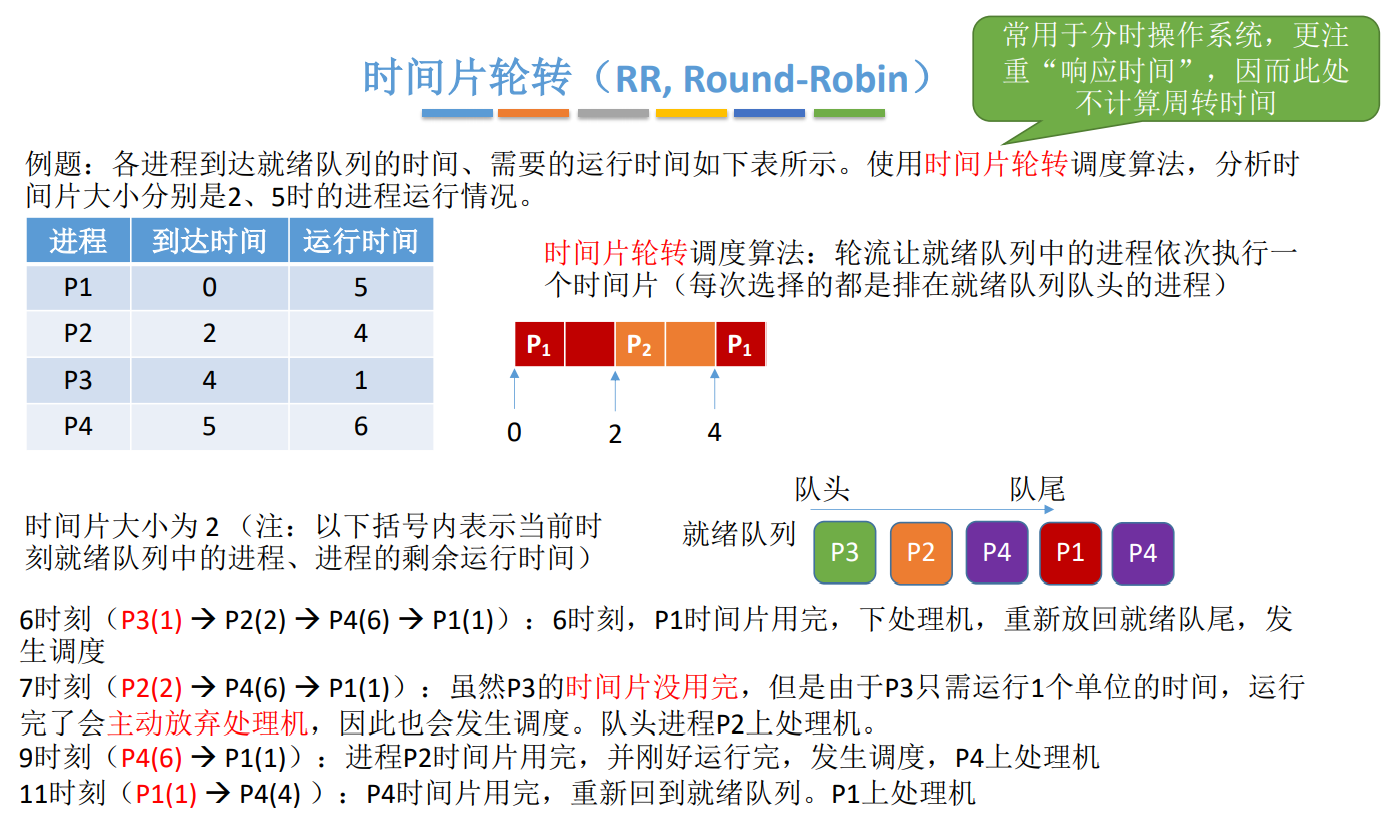 常用于分时操作系统，更注
重“响应时间”，因而此处
不计算周转时间
时间片轮转（RR, Round-Robin）
例题：各进程到达就绪队列的时间、需要的运行时间如下表所示。使用时间片轮转调度算法，分析时
间片大小分别是2、5时的进程运行情况。
进程 到达时间 运行时间
P1 0 5
P2 2 4
P3 4 1
P4 5 6
时间片轮转调度算法：轮流让就绪队列中的进程依次执行一
个时间片（每次选择的都是排在就绪队列队头的进程）
P1 P2 P1
0 2 4
队头 队尾
时间片大小为 2 （注：以下括号内表示当前时
刻就绪队列中的进程、进程的剩余运行时间）
就绪队列
P3 P2 P4 P1 P4
6时刻（P3(1) → P2(2) → P4(6) → P1(1)）：6时刻，P1时间片用完，下处理机，重新放回就绪队尾，发
生调度
7时刻（P2(2) → P4(6) → P1(1)）：虽然P3的时间片没用完，但是由于P3只需运行1个单位的时间，运行
完了会主动放弃处理机，因此也会发生调度。队头进程P2上处理机。
9时刻（P4(6) → P1(1)）：进程P2时间片用完，并刚好运行完，发生调度，P4上处理机
11时刻（P1(1) → P4(4) ）：P4时间片用完，重新回到就绪队列。P1上处理机